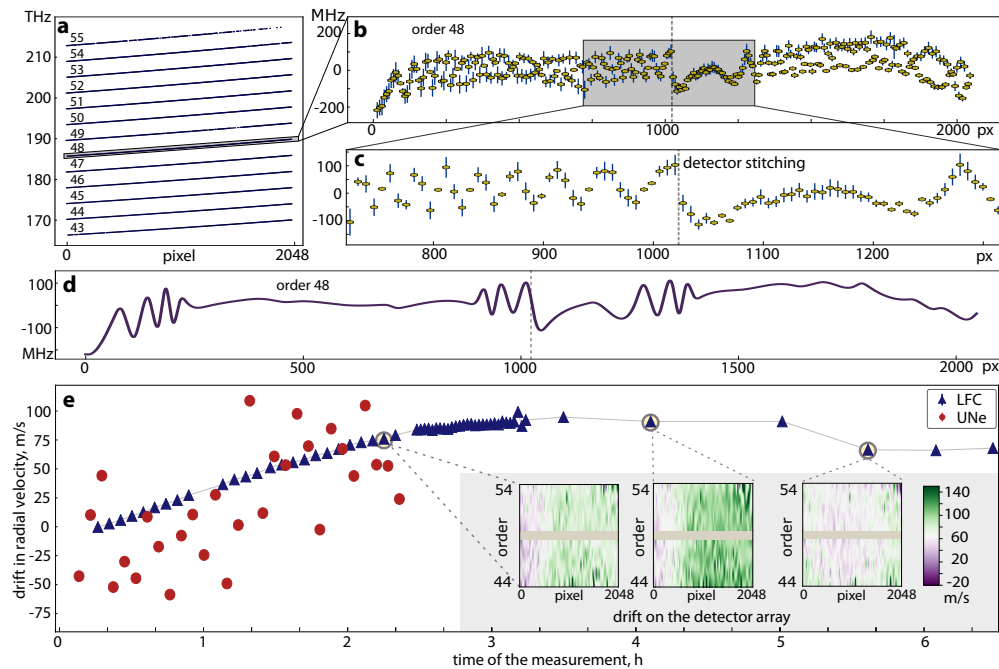 THz
a
210
200
190
180
170
55
54
53
52
51
50
49
48
47
46
45
44
43
0
pixel
2048
MHz
b
order 48
200
0
-200
0
1000
2000
px
c
detector stitching
100
0
-100
800
900
1000
1100
1200
px
d
order 48
100
-100
MHz
0
500
1000
1500
2000
px
e
drift in radial velocity, m/s
100
75
50
25
0
-25
-50
-75
LFC
UNe
54
order
44
0
pixel
2048
54
order
44
0
pixel
2048
54
order
44
0
pixel
2048
140
100
60
20
-20
m/s
drift on the detector array
0
1
2
3
4
5
6
time of the measurement, h